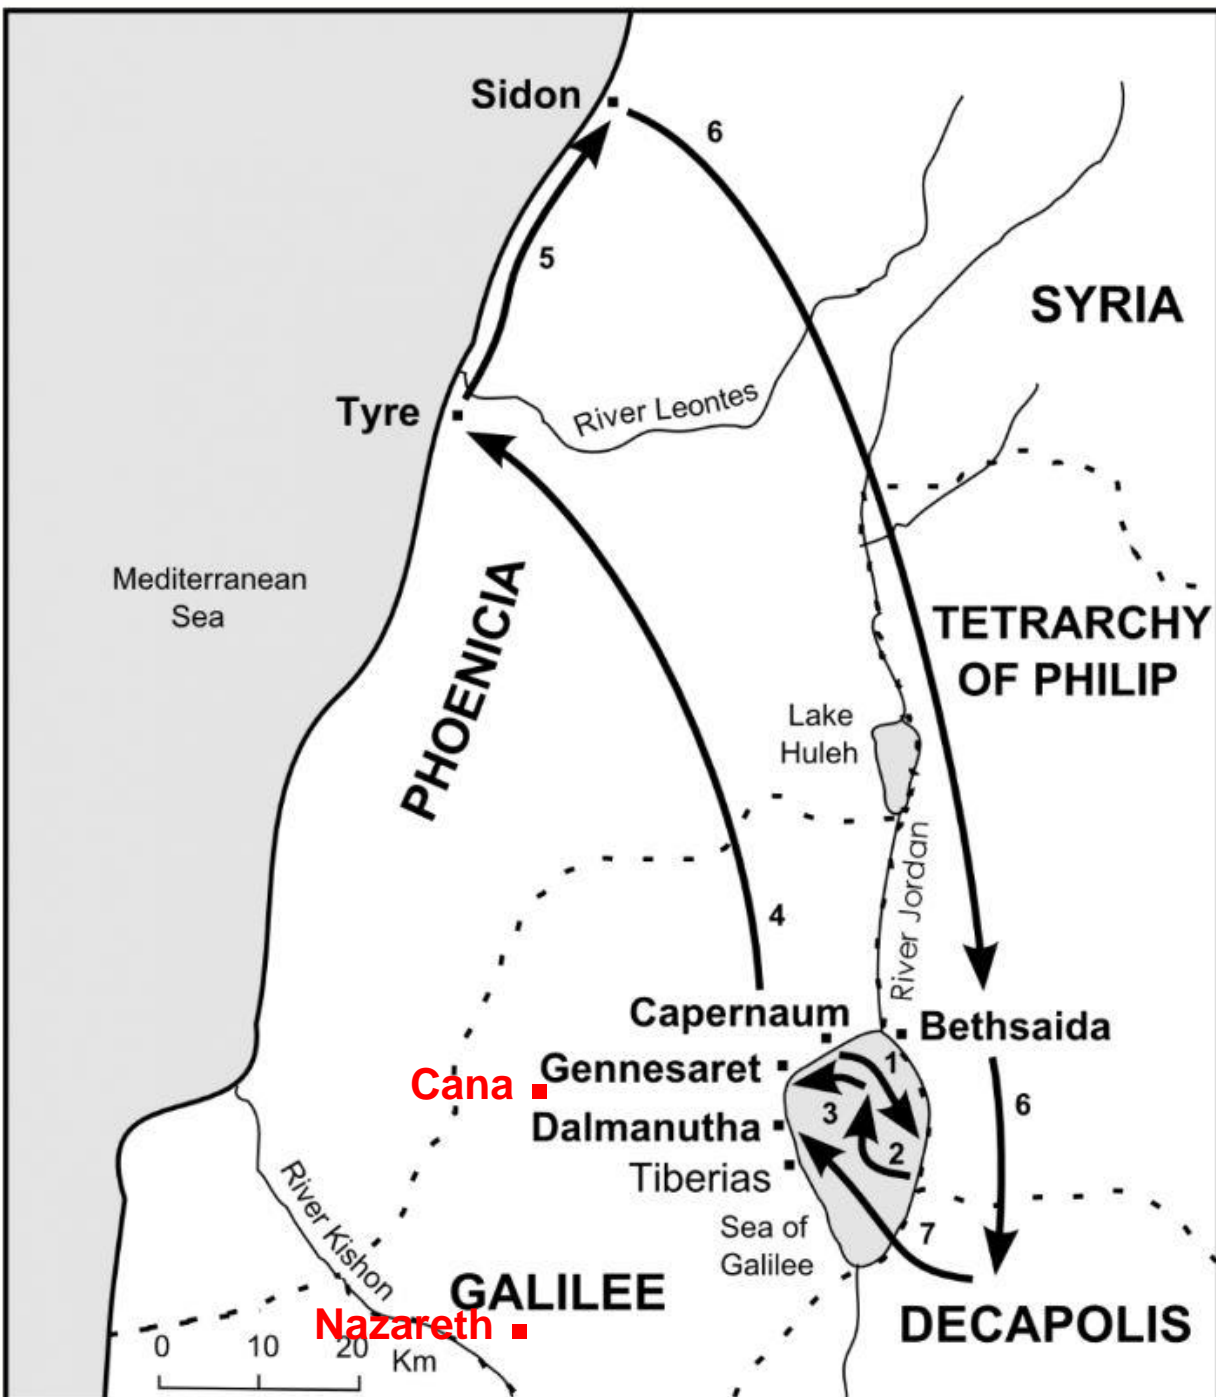 Sidon
6
5
SYRIA
Tyre
River Leontes
Mediterranean
Sea
PHOENICIA
TETRARCHY
OF PHILIP
Lake
Huleh
River Jordan
4
Capernaum
Bethsaida
1
Gennesaret
Cana
3
6
Dalmanutha
2
Tiberias
River Kishon
Sea of
Galilee
7
GALILEE
Nazareth
DECAPOLIS
0 10 20
Km